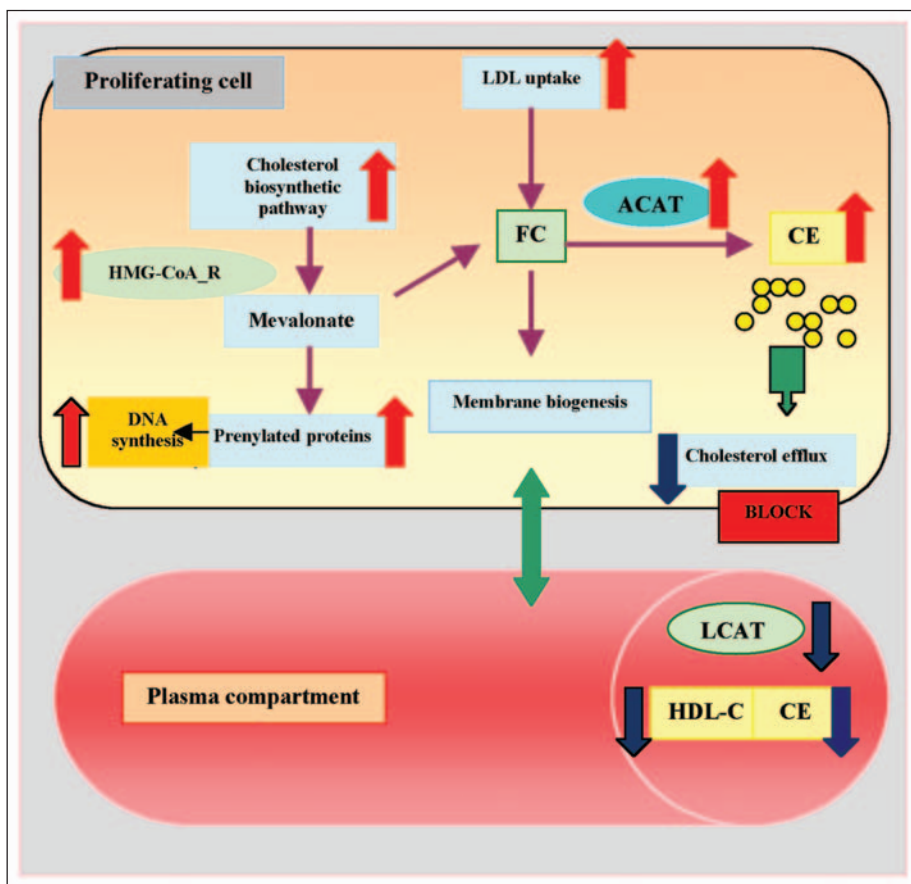 Proliferating cell
LDL uptake
Cholesterol
biosynthetic
pathway
ACAT
FC
CE
HMG-CoA_R
Mevalonate
Membrane biogenesis
DNA
synthesis
Prenylated proteins
Cholesterol efflux
BLOCK
LCAT
Plasma compartment
HDL-C
CE